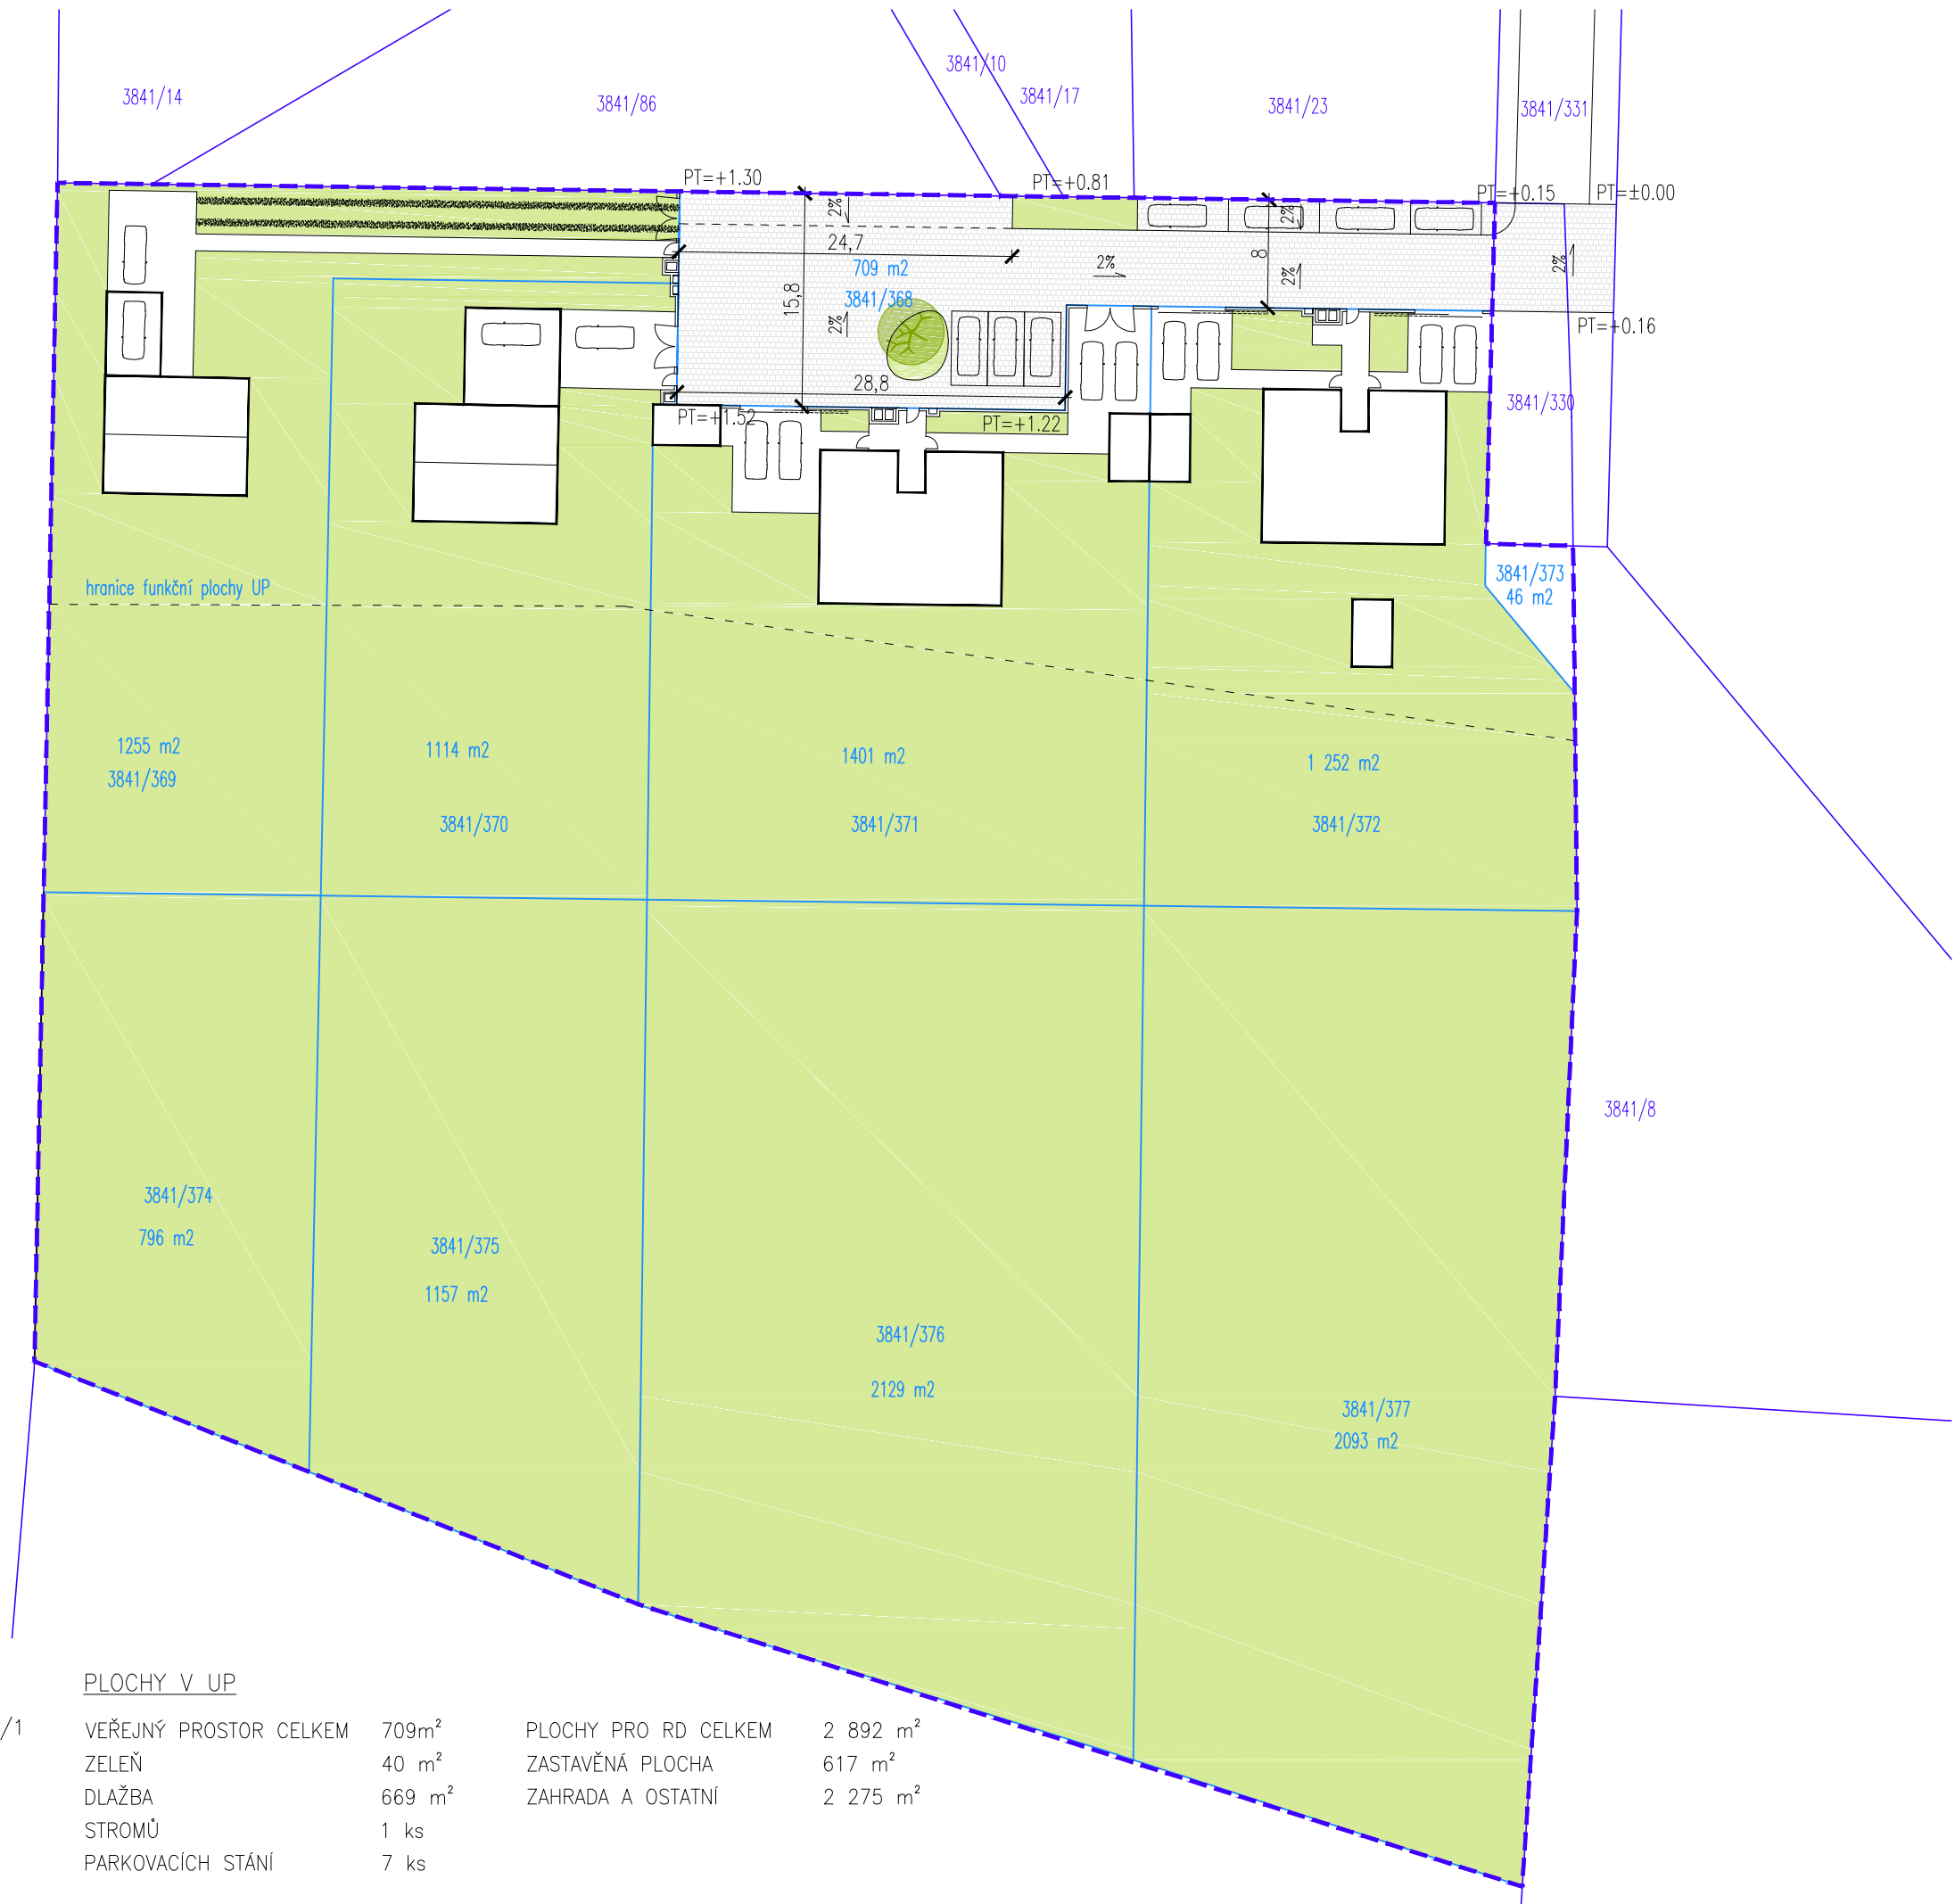 3841/10
3841/14
3841/86
3841/17
3841/23
3841/331
PT=+1.30
PT=+0.81
PT=+0.15
PT=±0.00
2%
2%
24,7
8
709 m2
2%
2%
2%
15,8
3841/368
2%
PT=+0.16
28,8
PT=+1.52
PT=+1.22
3841/330
3841/373
46 m2
hranice funkční plochy UP
1255 m2
3841/369
1114 m2
3841/370
1401 m2
3841/371
1 252 m2
3841/372
3841/8
3841/374
796 m2
3841/375
1157 m2
3841/376
2129 m2
3841/377
2093 m2
PLOCHY V UP
/1
VEŘEJNÝ PROSTOR CELKEM 709m²
ZELEŇ 40 m²
DLAŽBA 669 m²
STROMŮ 1 ks
PARKOVACÍCH STÁNÍ 7 ks
PLOCHY PRO RD CELKEM 2 892 m²
ZASTAVĚNÁ PLOCHA 617 m²
ZAHRADA A OSTATNÍ 2 275 m²